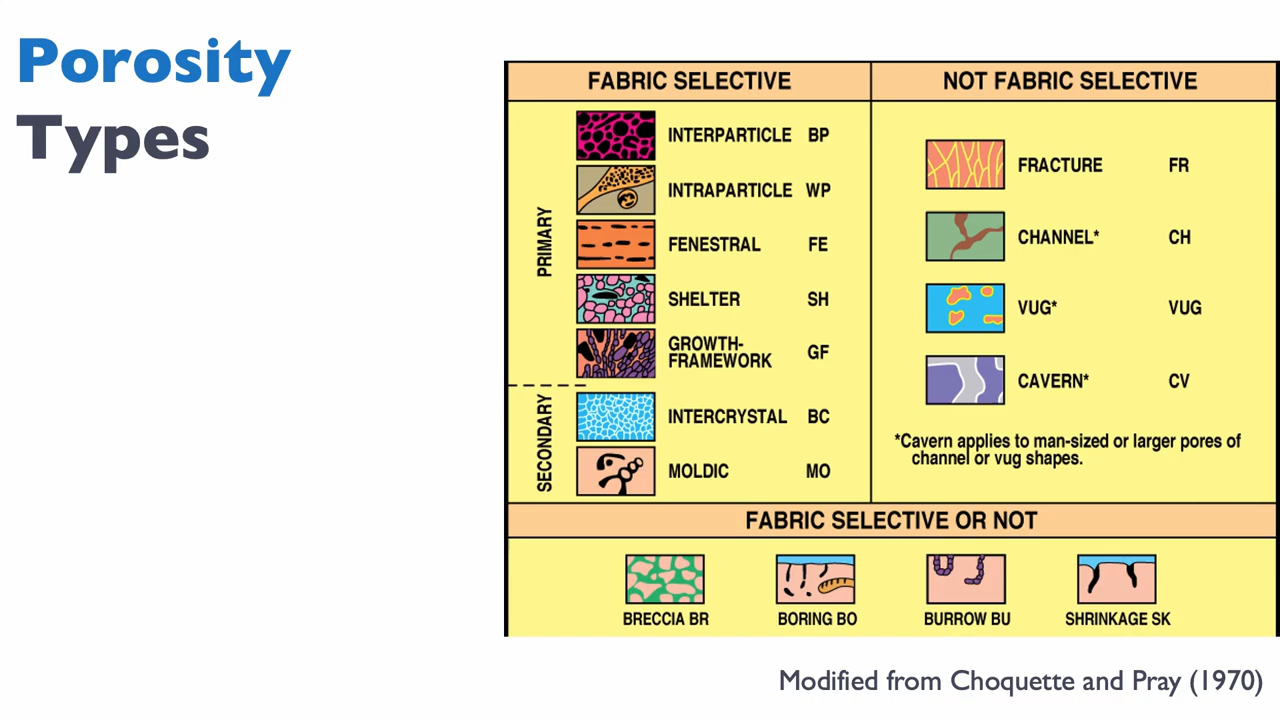 Porosity
Types
FABRIC SELECTIVE
NOT FABRIC SELECTIVE
PRIMARY
INTERPARTICLE BP
INTRAPARTICLE WP
FENESTRAL FE
SHELTER SH
GROWTH-
FRAMEWORK GF
SECONDARY
INTERCRYSTAL BC
MOLDIC MO
FRACTURE FR
CHANNEL* CH
VUG* VUG
CAVERN* CV
*Cavern applies to man-sized or larger pores of
channel or vug shapes.
FABRIC SELECTIVE OR NOT
BRECCIA BR
BORING BO
BURROW BU
SHRINKAGE SK
Modified from Choquette and Pray (1970)